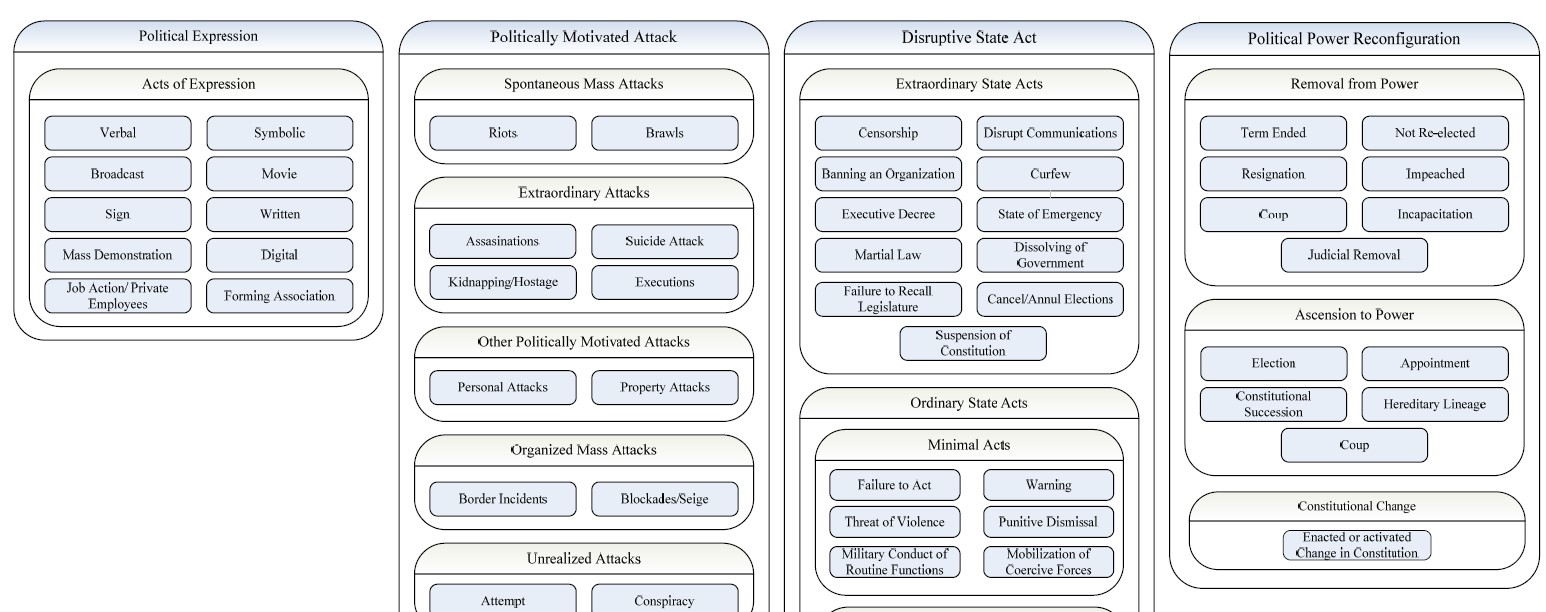 Political Expression
Acts of Expression
Verbal
Symbolic
Broadcast
Movie
Sign
Written
Mass Demonstration
Digital
Job Action/ Private
Employees
Forming Association
Politically Motivated Attack
Spontaneous Mass Attacks
Riots
Brawls
Extraordinary Attacks
Assasinations
Suicide Attack
Kidnapping/Hostage
Executions
Other Politically Motivated Attacks
Personal Attacks
Property Attacks
Organized Mass Attacks
Border Incidents
Blockades/Seige
Unrealized Attacks
Attempt
Conspiracy
Disruptive State Act
Extraordinary State Acts
Censorship
Disrupt Communications
Banning an Organization
Curfew
Executive Decree
State of Emergency
Martial Law
Dissolving of
Government
Failure to Recall
Legislature
Cancel/Annul Elections
Suspension of
Constitution
Ordinary State Acts
Minimal Acts
Failure to Act
Warning
Threat of Violence
Punitive Dismissal
Military Conduct of
Routine Functions
Mobilization of
Coercive Forces
Political Power Reconfiguration
Removal from Power
Term Ended
Not Re-elected
Resignation
Impeached
Coup
Incapacitation
Judicial Removal
Ascension to Power
Election
Appointment
Constitutional
Succession
Hereditary Lineage
Coup
Constitutional Change
Enacted or activated
Change in Constitution